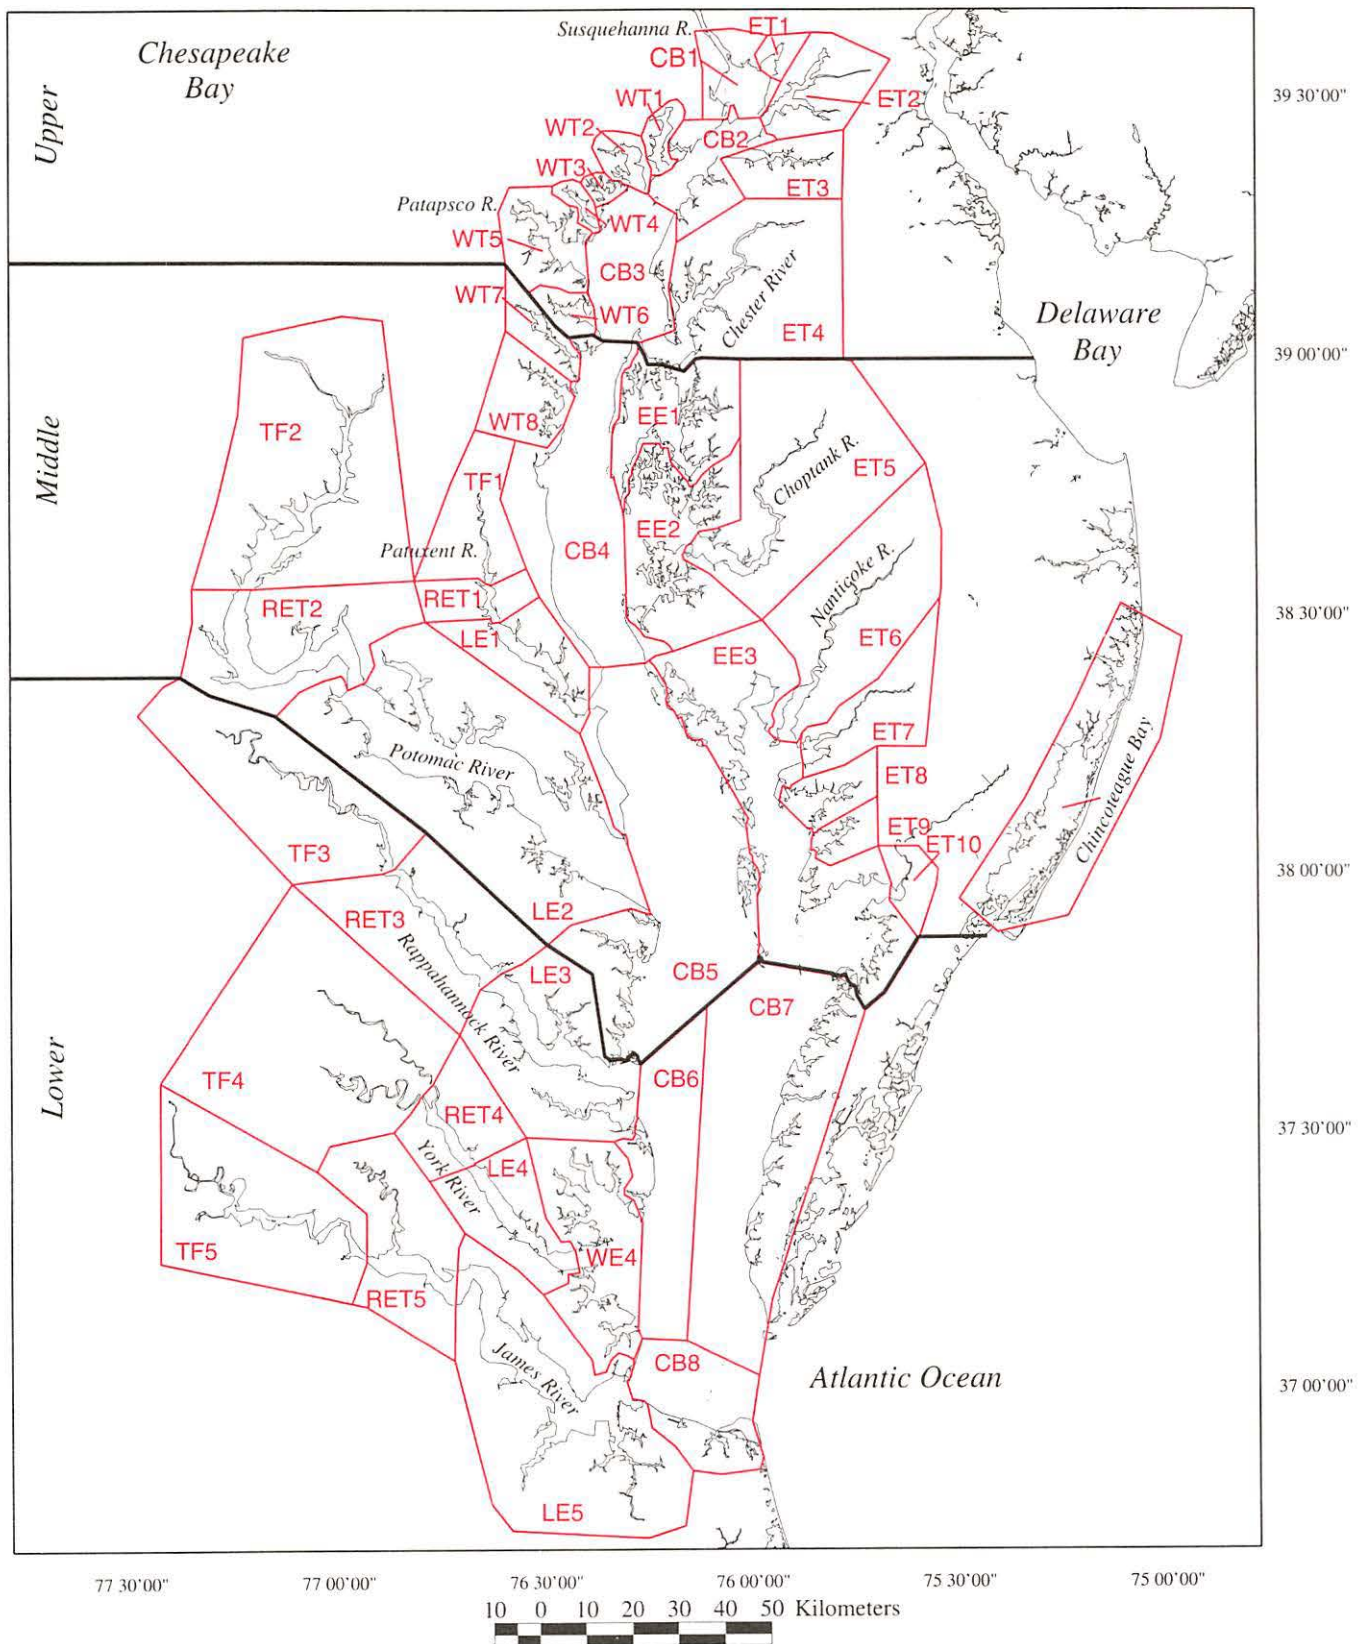 Chesapeake
Bay
Susquehanna R.
ET1
CB1
39 30'00"
Upper
WT1
ET2
WT2
CB2
WT3
ET3
Patapsco R.
WT4
WT5
CB3
Chester River
WT7
WT6
Delaware
Bay
ET4
39 00'00"
EE1
WT8
TF2
Middle
TF1
Choptank R.
ET5
EE2
Patuxent R.
CB4
Nanticoke R.
RET1
RET2
38 30'00"
LE1
EE3
ET6
ET7
Potomac River
ET8
Chincoteague Bay
ET9
ET10
TF3
38 00'00"
LE2
RET3
Rappahannock River
LE3
CB5
CB7
Lower
TF4
CB6
RET4
37 30'00"
LE4
York River
TF5
WE4
RET5
James River
CB8
Atlantic Ocean
37 00'00"
LE5
77 30'00"
77 00'00"
76 30'00"
76 00'00"
75 30'00"
75 00'00"
10 0 10 20 30 40 50 Kilometers